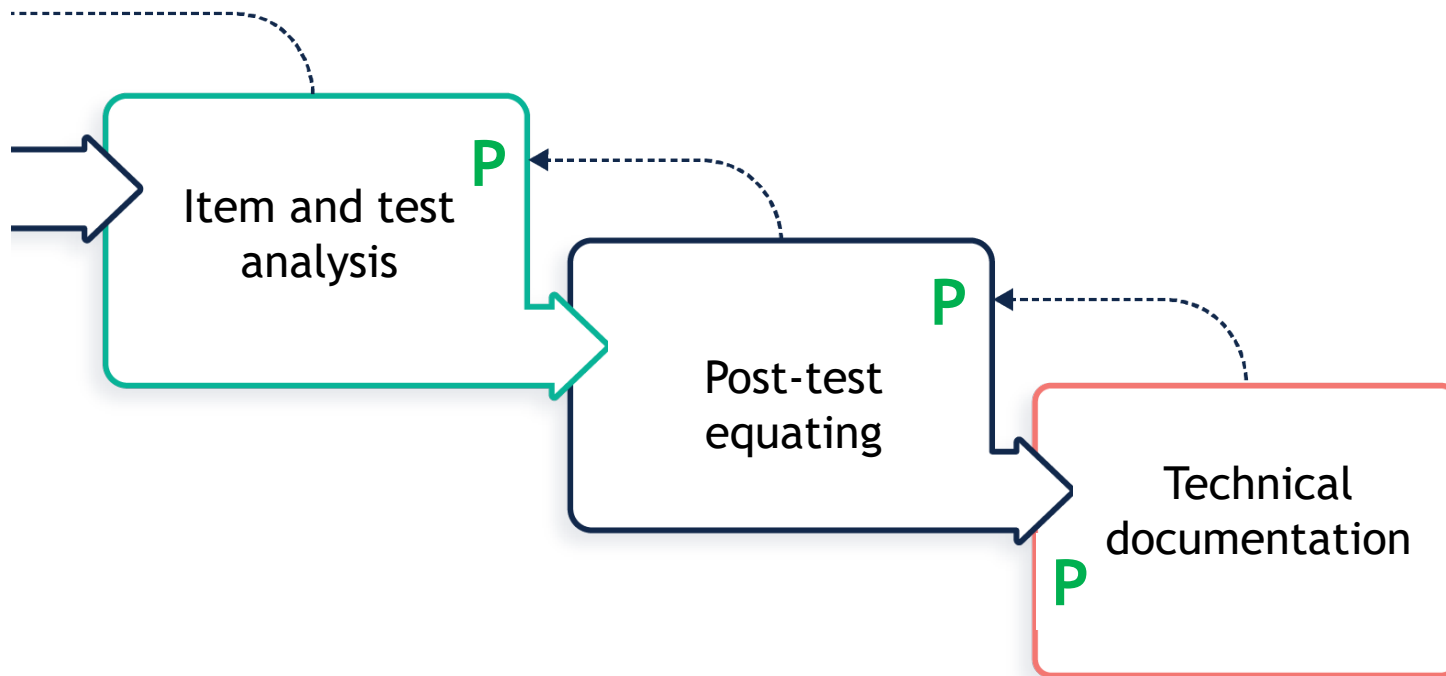 P
Item and test
analysis
P
Post-test
equating
Technical
documentation
P